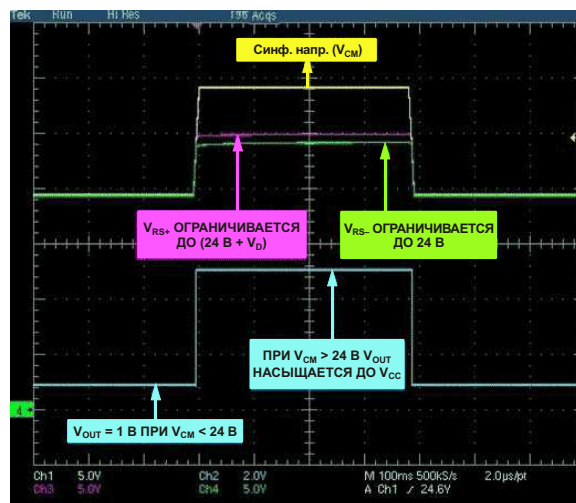 Tek Run Hi Res 196 Acqs
Синф. напр. (VCM)
VRS+ ОГРАНИЧИВАЕТСЯ
ДО (24 В + VD)
VRS– ОГРАНИЧИВАЕТСЯ
ДО 24 В
ПРИ VCM > 24 В VOUT
НАСЫЩАЕТСЯ ДО VCC
4
VOUT = 1 В ПРИ VCM < 24 В
Ch1 5.0V Ch2 2.0V M 100ms 500kS/s 2.0µs/pt
Ch3 5.0V Ch4 5.0V A Ch1 / 24.6V